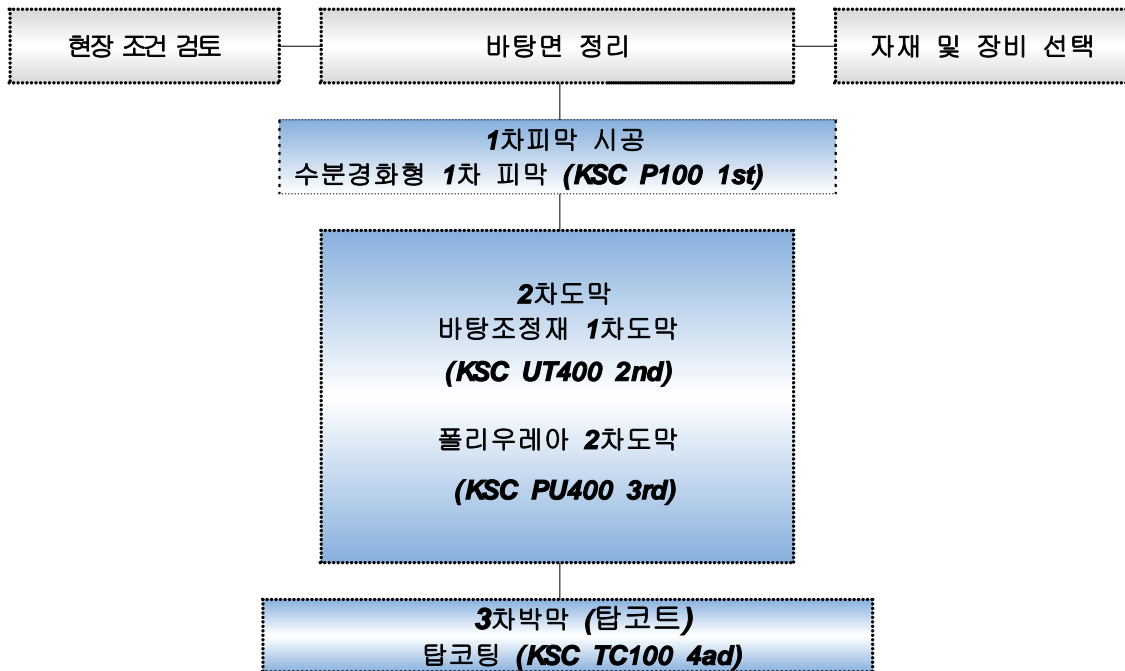 현장 조건 검토
바탕면 정리
자재 및 장비 선택
1차피막 시공
수분경화형 1차 피막 (KSC P100 1st)
2차도막
바탕조정재 1차도막
(KSC UT400 2nd)
폴리우레아 2차도막
(KSC PU400 3rd)
3차박막 (탑코트)
탑코팅 (KSC TC100 4ad)